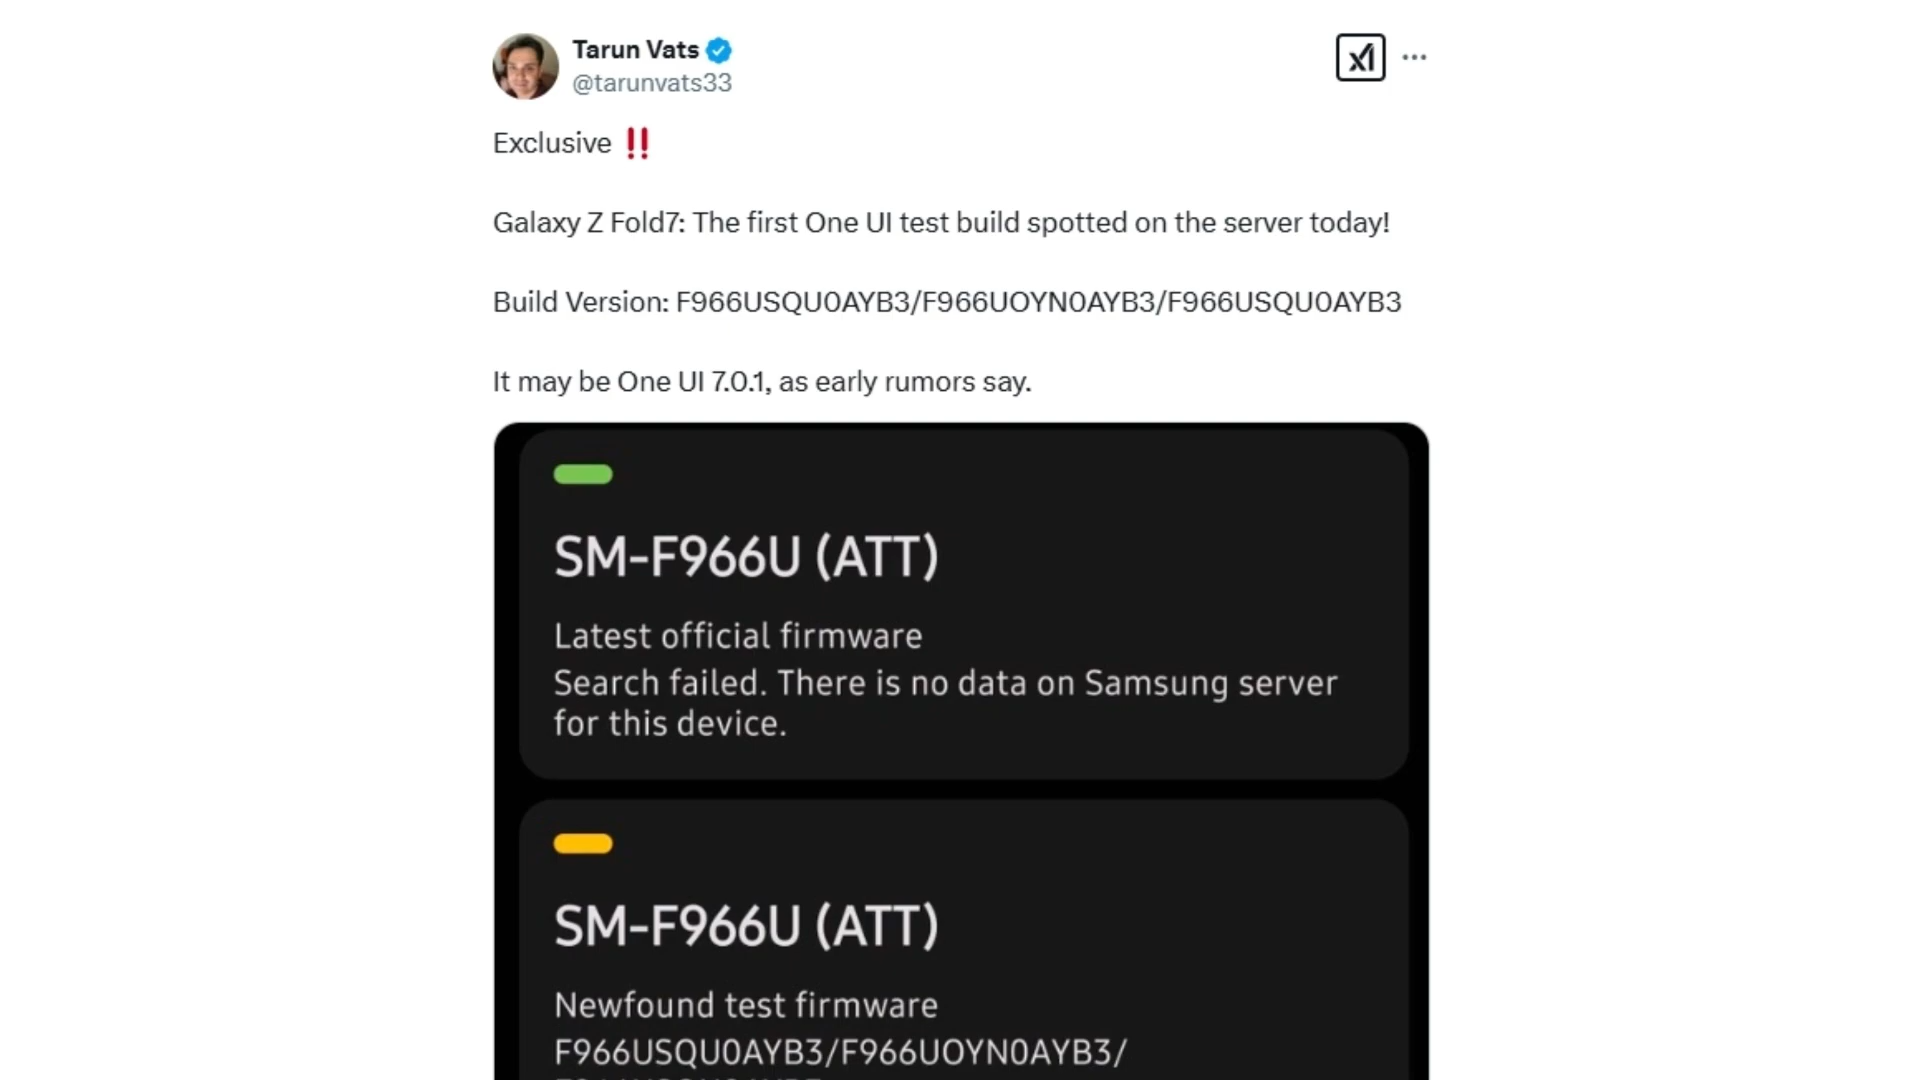 Tarun Vats
@tarunvats33
Exclusive ‼️
Galaxy Z Fold7: The first One UI test build spotted on the server today!
Build Version: F966USQU0AYB3/F966UOYN0AYB3/F966USQU0AYB3
It may be One UI 7.0.1, as early rumors say.
SM-F966U (ATT)
Latest official firmware
Search failed. There is no data on Samsung server
for this device.
SM-F966U (ATT)
Newfound test firmware
F966USQU0AYB3/F966UOYN0AYB3/